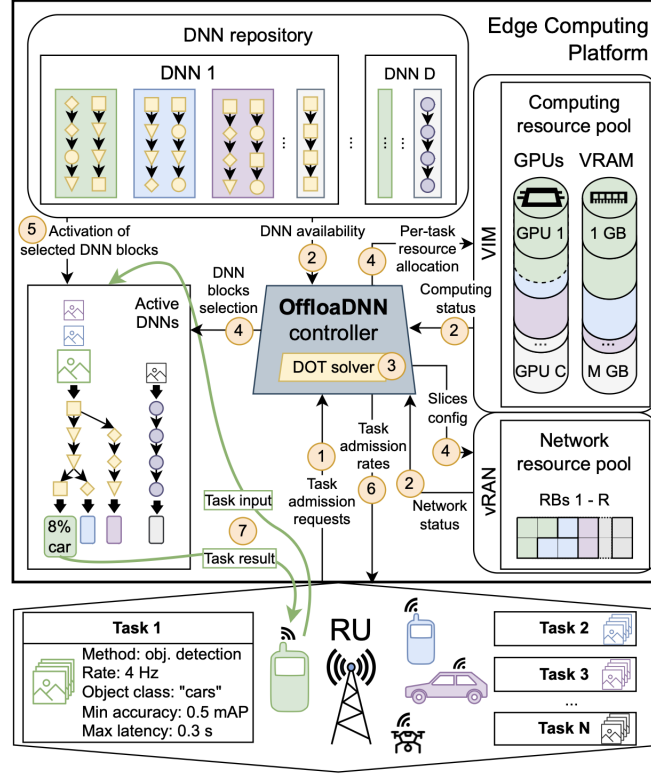 DNN repository
Edge Computing
Platform
DNN 1
DNN D
...
...
...
Computing
resource pool
GPUs
VRAM
GPU 1
1 GB
...
...
GPU C
M GB
VIM
5
Activation of
selected DNN blocks
DNN availability
2
Per-task
resource
allocation
4
Computing
status
2
DNN
blocks
selection
4
Active
DNNs
OffloaDNN
controller
DOT solver
3
Slices
config
4
1
Task
admission
requests
Task
admission
rates
6
2
Network
status
vRAN
Network
resource pool
RBs 1 - R
8%
car
Task input
7
Task result
Task 1
Method: obj. detection
Rate: 4 Hz
Object class: "cars"
Min accuracy: 0.5 mAP
Max latency: 0.3 s
RU
Task 2
Task 3
...
Task N